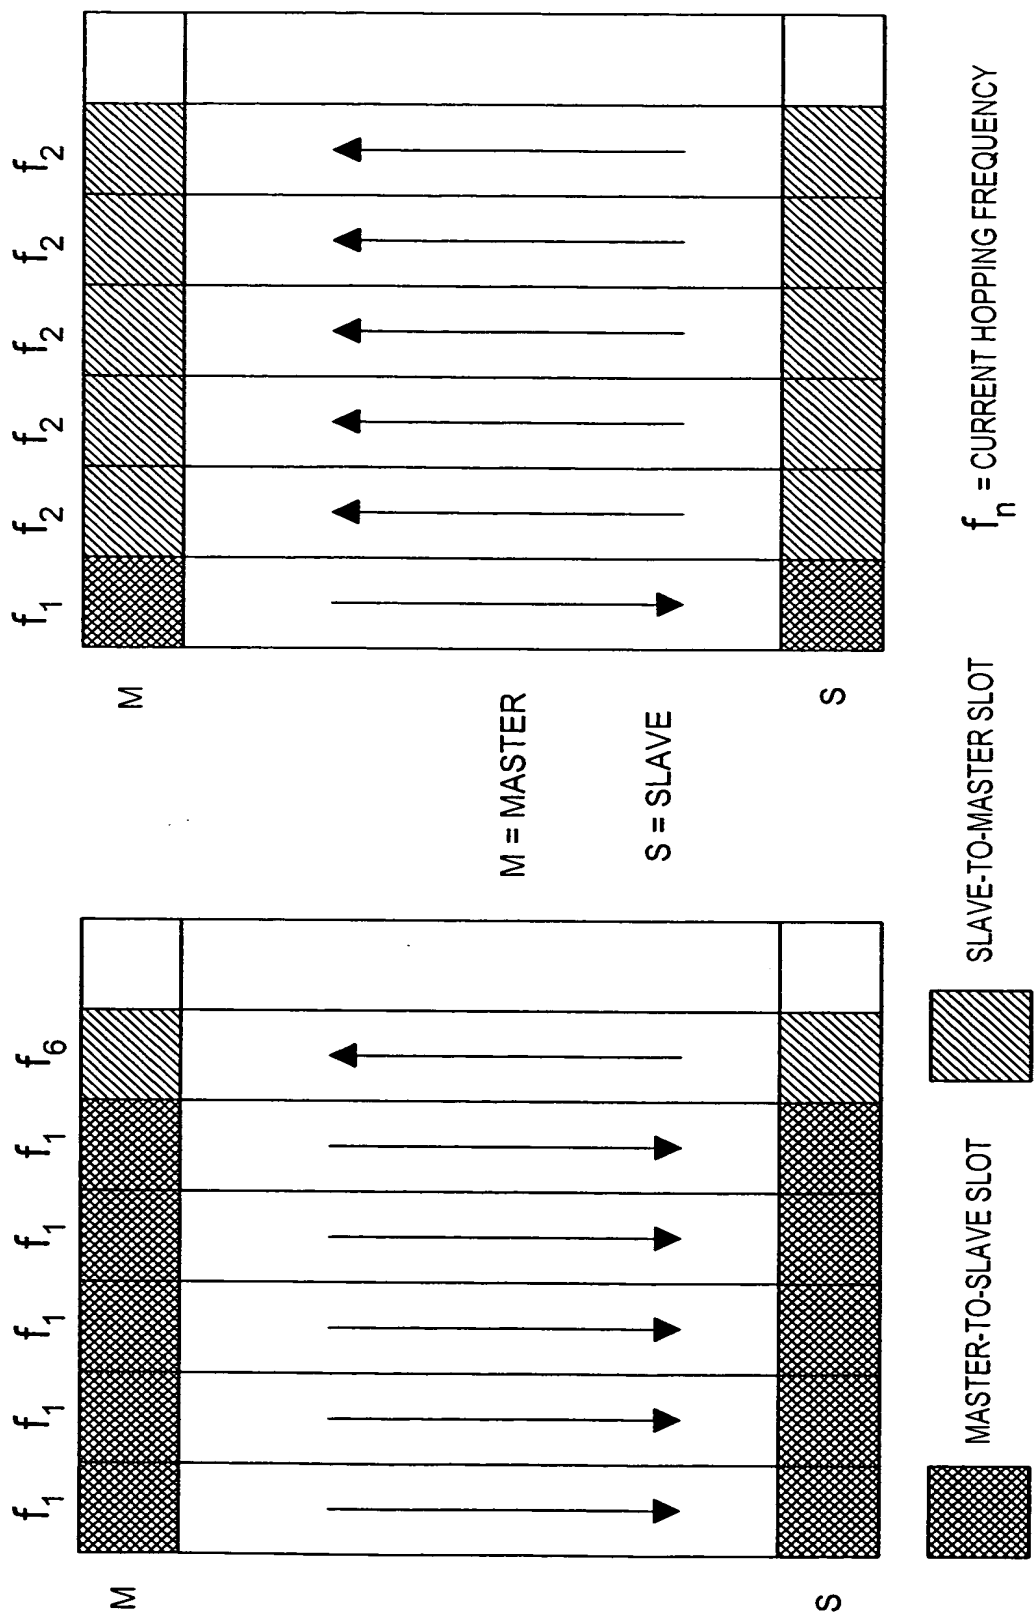 f1 f1 f1 f1 f1 f6
f1 f2 f2 f2 f2 f2
M
M
M = MASTER
S = SLAVE
S
S
MASTER-TO-SLAVE SLOT
SLAVE-TO-MASTER SLOT
fn = CURRENT HOPPING FREQUENCY